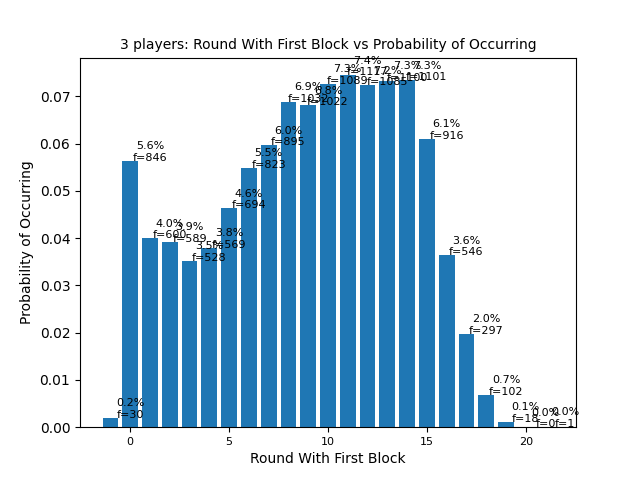 3 players: Round With First Block vs Probability of Occurring
Probability of Occurring
0.07
0.06
0.05
0.04
0.03
0.02
0.01
0.00
0.2%
f=30
5.6%
f=846
4.0%
f=600
3.9%
f=589
3.5%
f=528
3.8%
f=569
4.6%
f=694
5.5%
f=823
6.0%
f=895
6.9%
6.8%
f=1022
7.3%
f=1089
7.4%
f=1117
7.2%
f=1085
7.3%
f=1100
7.3%
f=1101
6.1%
f=916
3.6%
f=546
2.0%
f=297
0.7%
f=102
0.1%
f=18
0.0%
f=0
0.0%
f=1
0
5
10
15
20
Round With First Block